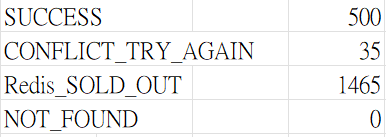 SUCCESS 500
CONFLICT_TRY_AGAIN 35
Redis_SOLD_OUT 1465
NOT_FOUND 0